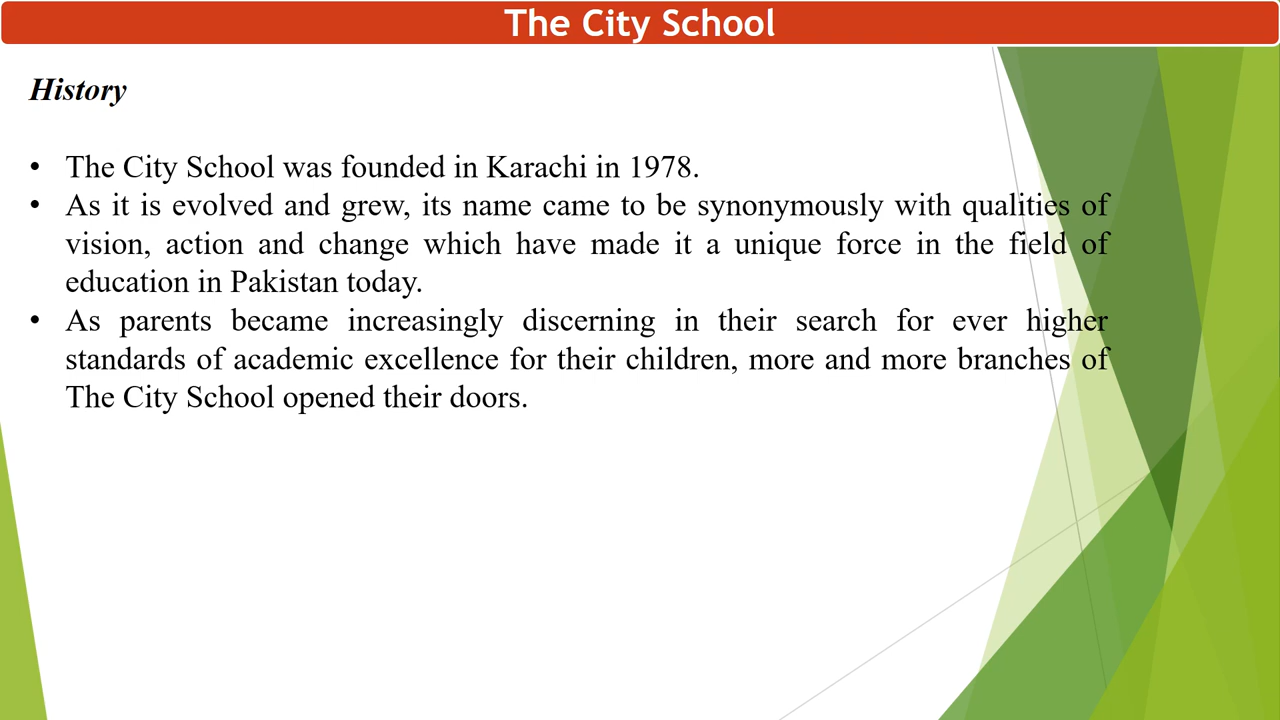 The City School
History
• The City School was founded in Karachi in 1978.
• As it is evolved and grew, its name came to be synonymously with qualities of
vision, action and change which have made it a unique force in the field of
education in Pakistan today.
• As parents became increasingly discerning in their search for ever higher
standards of academic excellence for their children, more and more branches of
The City School opened their doors.